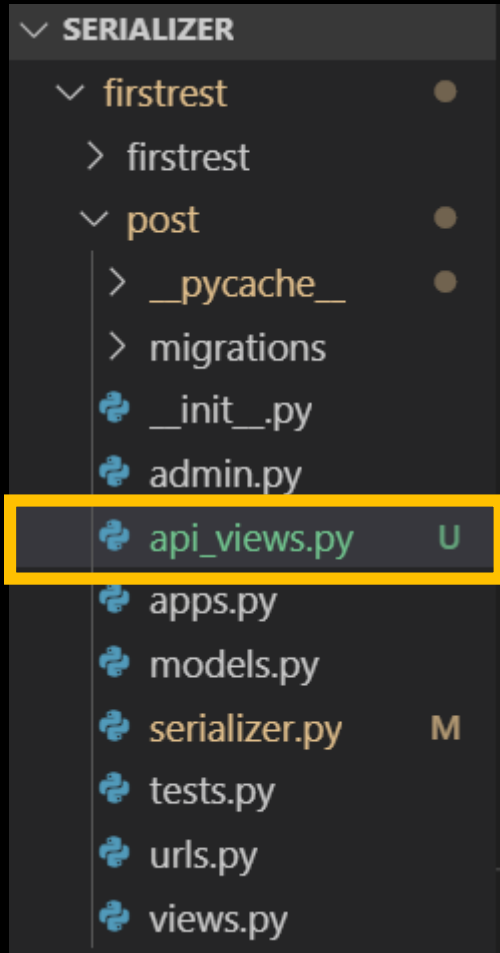 SERIALIZER
firstrest
firstrest
post
__pycache__
migrations
__init__.py
admin.py
api_views.py U
apps.py
models.py
serializer.py M
tests.py
urls.py
views.py